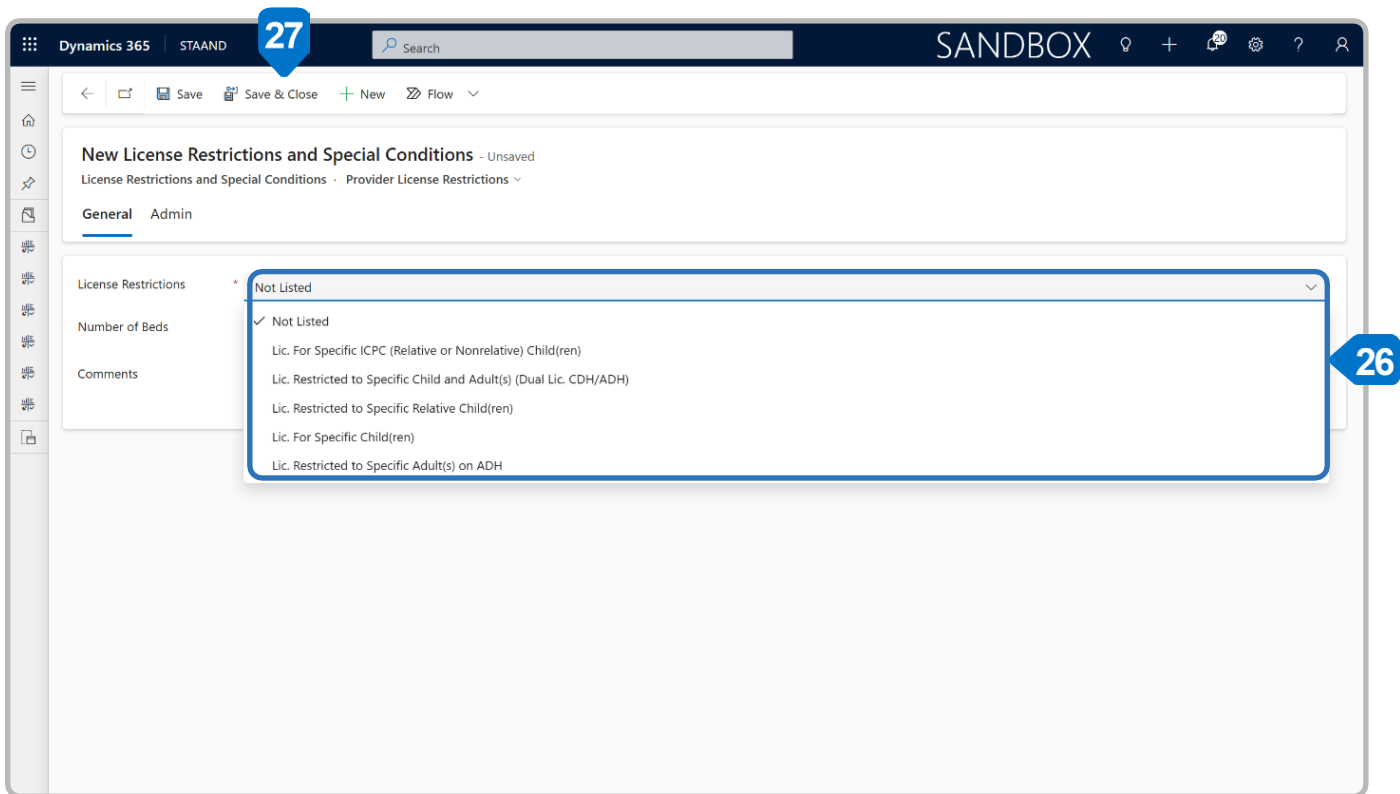 27
Dynamics 365 STAAND Search SANDBOX 20
Save Save & Close New Flow
New License Restrictions and Special Conditions - Unsaved
License Restrictions and Special Conditions · Provider License Restrictions
General Admin
License Restrictions * Not Listed
Number of Beds
Comments
Not Listed
Lic. For Specific ICPC (Relative or Nonrelative) Child(ren)
Lic. Restricted to Specific Child and Adult(s) (Dual Lic. CDH/ADH)
Lic. Restricted to Specific Relative Child(ren)
Lic. For Specific Child(ren)
Lic. Restricted to Specific Adult(s) on ADH
26